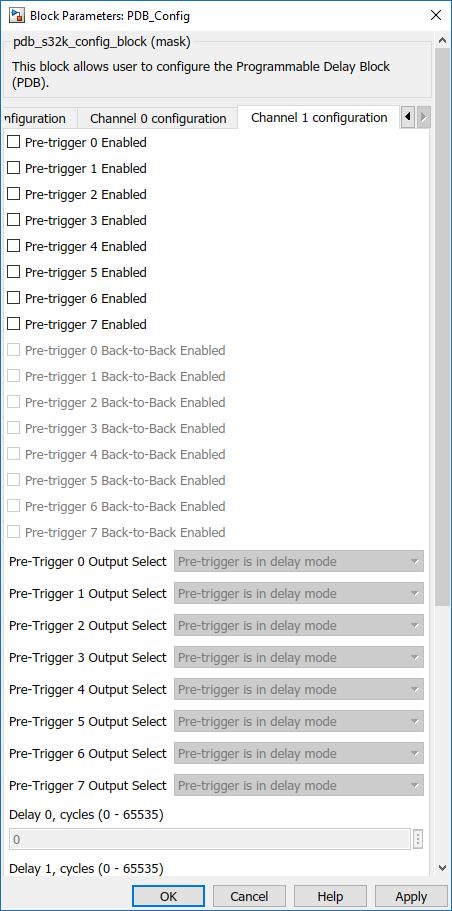 Block Parameters: PDB_Config
pdb_s32k_config_block (mask)
This block allows user to configure the Programmable Delay Block
(PDB).
nfiguration
Channel 0 configuration
Channel 1 configuration
Pre-trigger 0 Enabled
Pre-trigger 1 Enabled
Pre-trigger 2 Enabled
Pre-trigger 3 Enabled
Pre-trigger 4 Enabled
Pre-trigger 5 Enabled
Pre-trigger 6 Enabled
Pre-trigger 7 Enabled
Pre-trigger 0 Back-to-Back Enabled
Pre-trigger 1 Back-to-Back Enabled
Pre-trigger 2 Back-to-Back Enabled
Pre-trigger 3 Back-to-Back Enabled
Pre-trigger 4 Back-to-Back Enabled
Pre-trigger 5 Back-to-Back Enabled
Pre-trigger 6 Back-to-Back Enabled
Pre-trigger 7 Back-to-Back Enabled
Pre-Trigger 0 Output Select Pre-trigger is in delay mode
Pre-Trigger 1 Output Select Pre-trigger is in delay mode
Pre-Trigger 2 Output Select Pre-trigger is in delay mode
Pre-Trigger 3 Output Select Pre-trigger is in delay mode
Pre-Trigger 4 Output Select Pre-trigger is in delay mode
Pre-Trigger 5 Output Select Pre-trigger is in delay mode
Pre-Trigger 6 Output Select Pre-trigger is in delay mode
Pre-Trigger 7 Output Select Pre-trigger is in delay mode
Delay 0, cycles (0 - 65535)
0
Delay 1, cycles (0 - 65535)
OK Cancel Help Apply